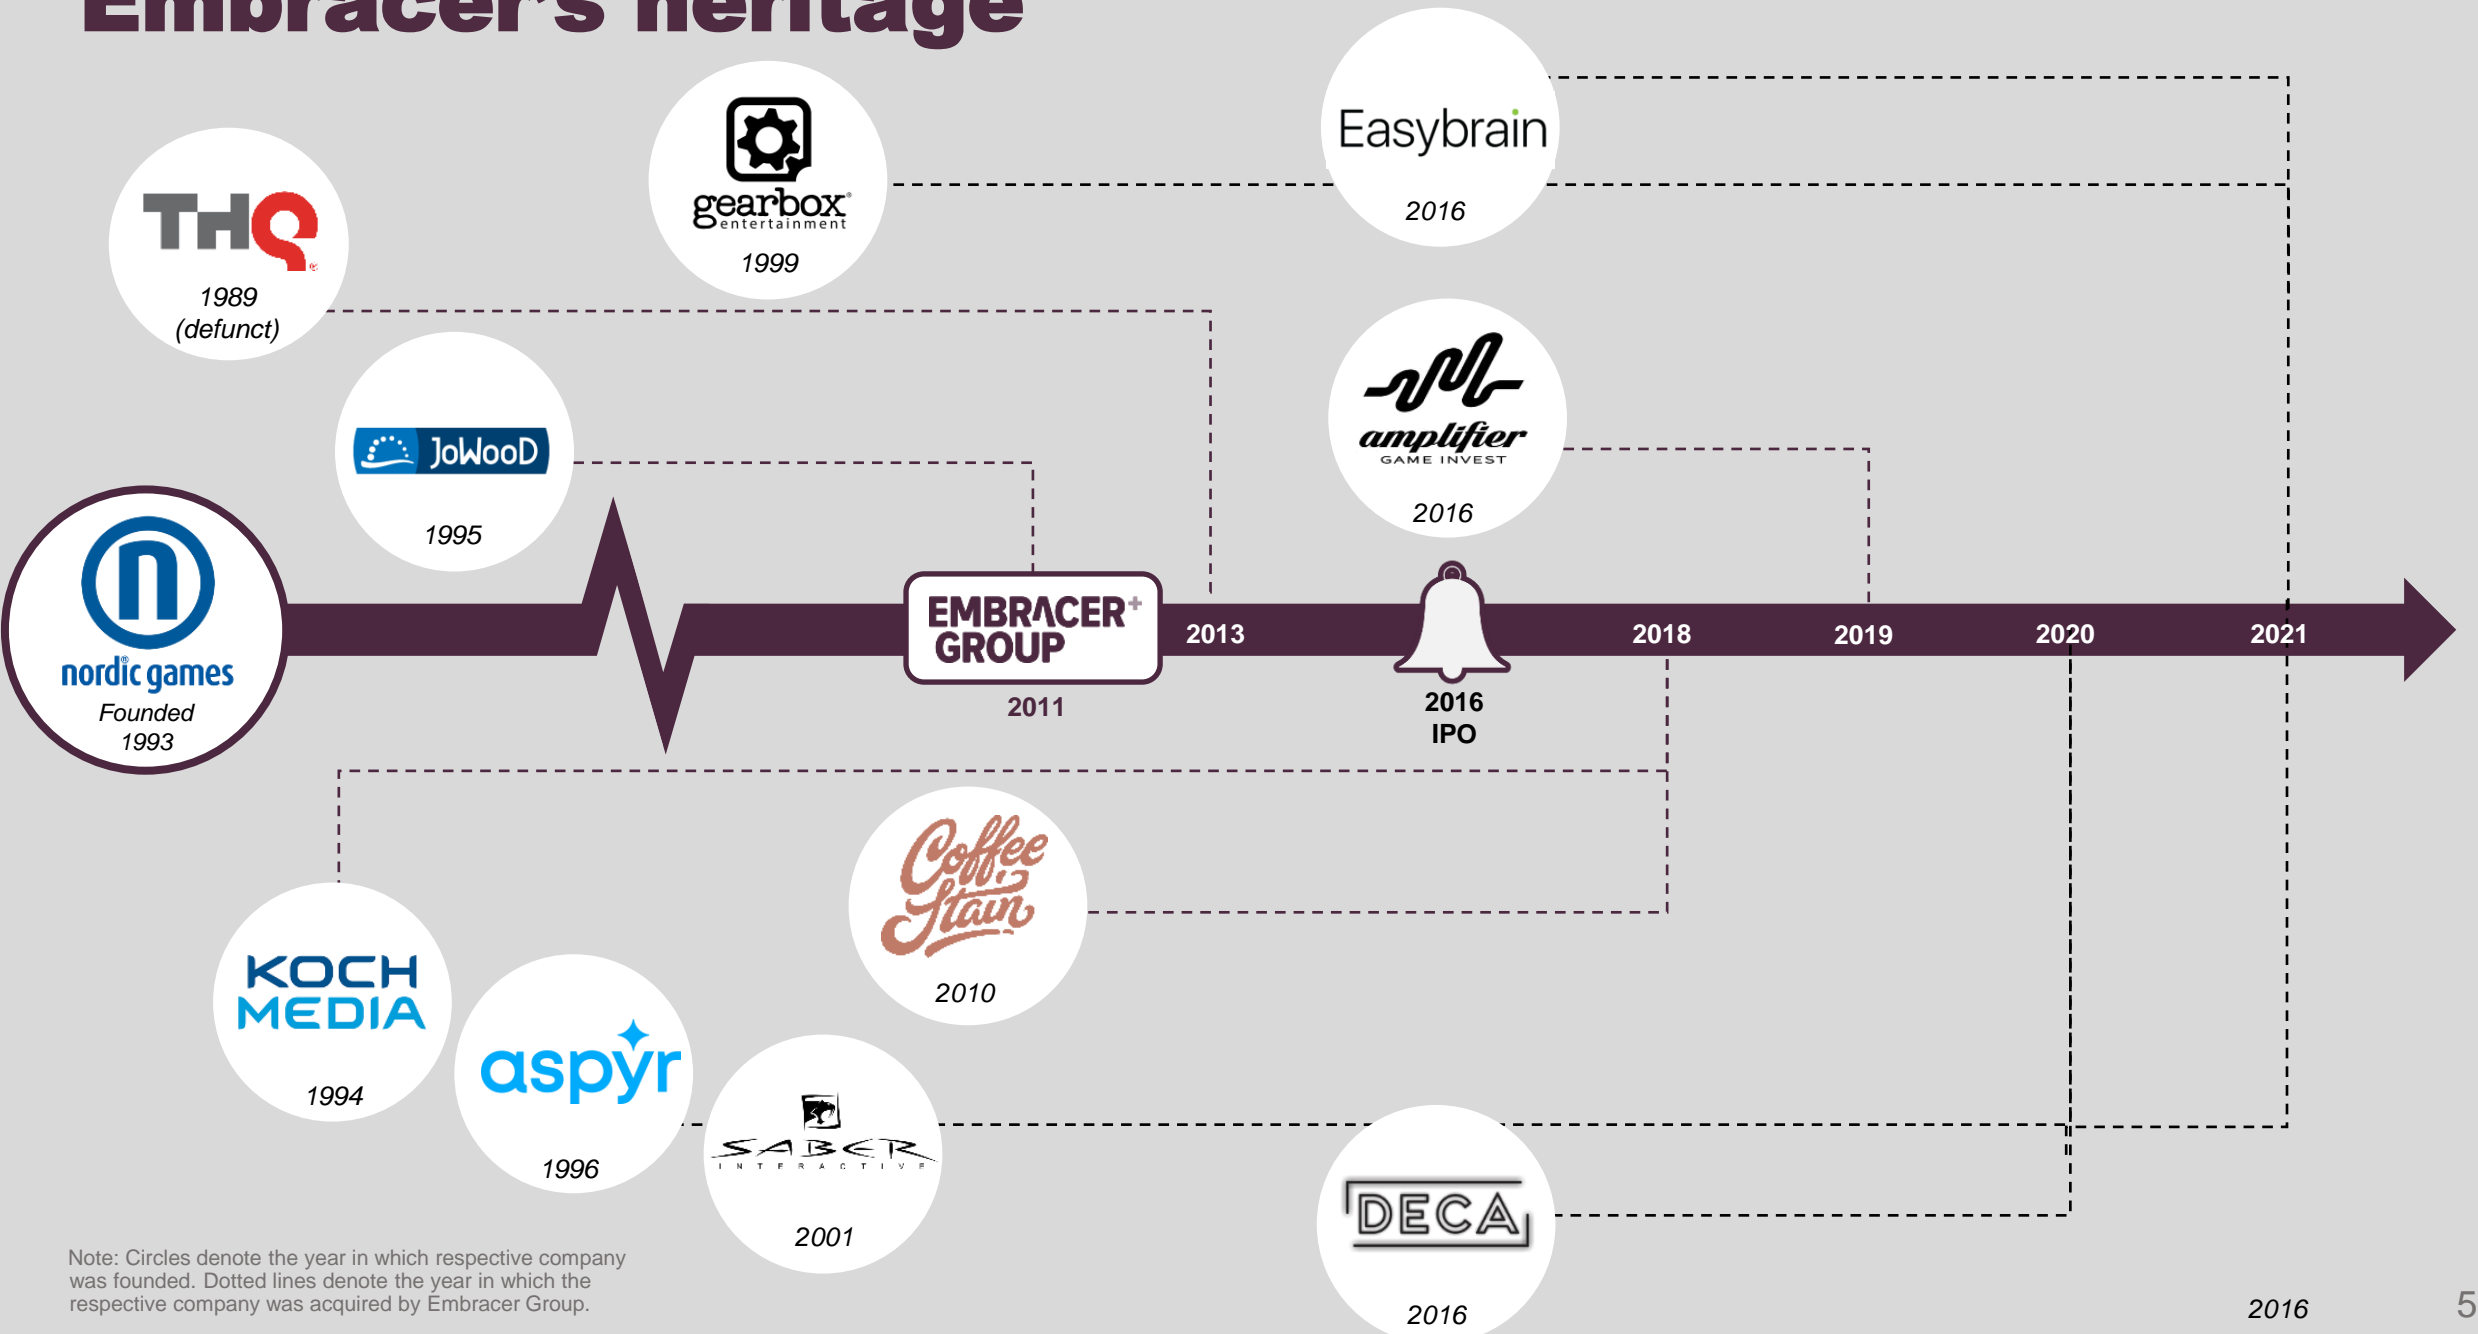 Embracer's heritage
Easybrain
2016
gearbox
entertainment
1999
THQ
1989
(defunct)
amplifier
GAME INVEST
2016
JoWooD
1995
nordic games
Founded
1993
EMBRACER+
GROUP
2011
2013
2016
IPO
2018
2019
2020
2021
Coffee
Stain
2010
KOCH
MEDIA
1994
aspyr
1996
SABER
INTERACTIVE
2001
DECA
2016
2016
Note: Circles denote the year in which respective company
was founded. Dotted lines denote the year in which the
respective company was acquired by Embracer Group.
5